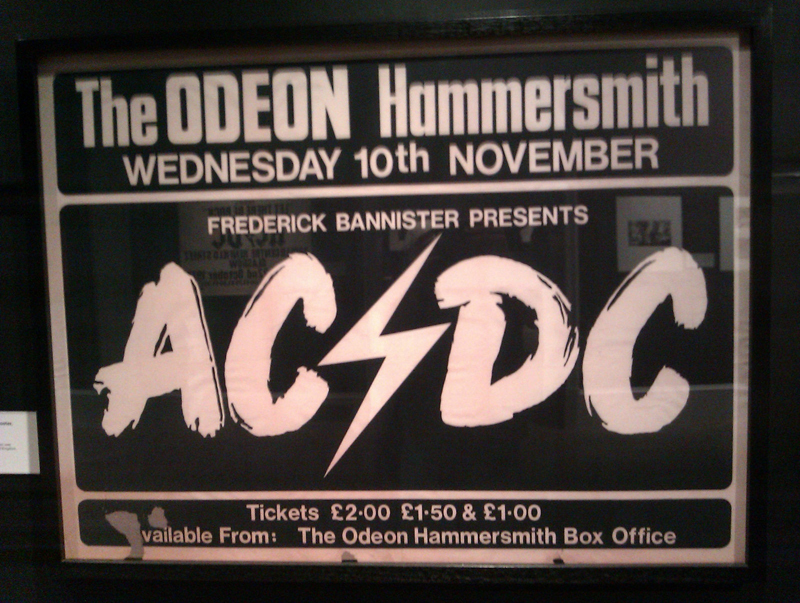 The ODEON Hammersmith
WEDNESDAY 10th NOVEMBER
FREDERICK BANNISTER PRESENTS
AC⚡DC
Tickets £2·00 £1·50 & £1·00
vailable From: The Odeon Hammersmith Box Office